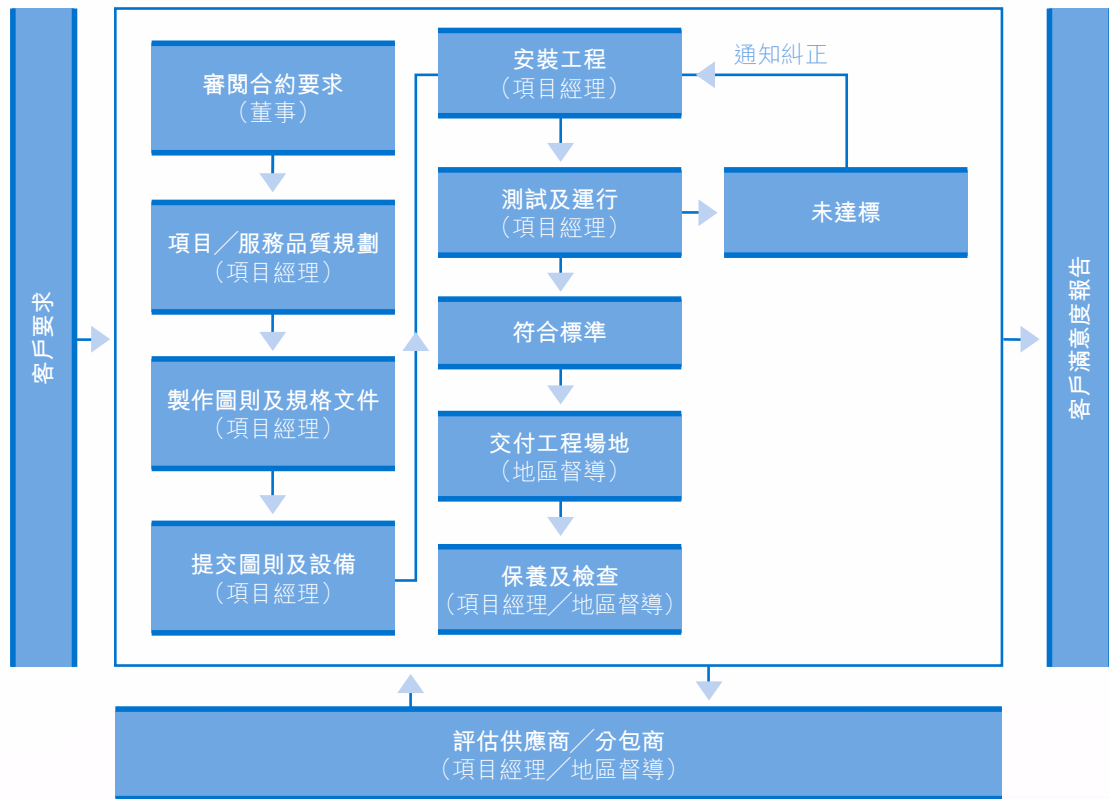 客戶要求
審閱合約要求
（董事）
項目╱服務品質規劃
（項目經理）
製作圖則及規格文件
（項目經理）
提交圖則及設備
（項目經理）
安裝工程
（項目經理）
通知糾正
測試及運行
（項目經理）
未達標
符合標準
交付工程場地
（地區督導）
保養及檢查
（項目經理╱地區督導）
客戶滿意度報告
評估供應商╱分包商
（項目經理╱地區督導）